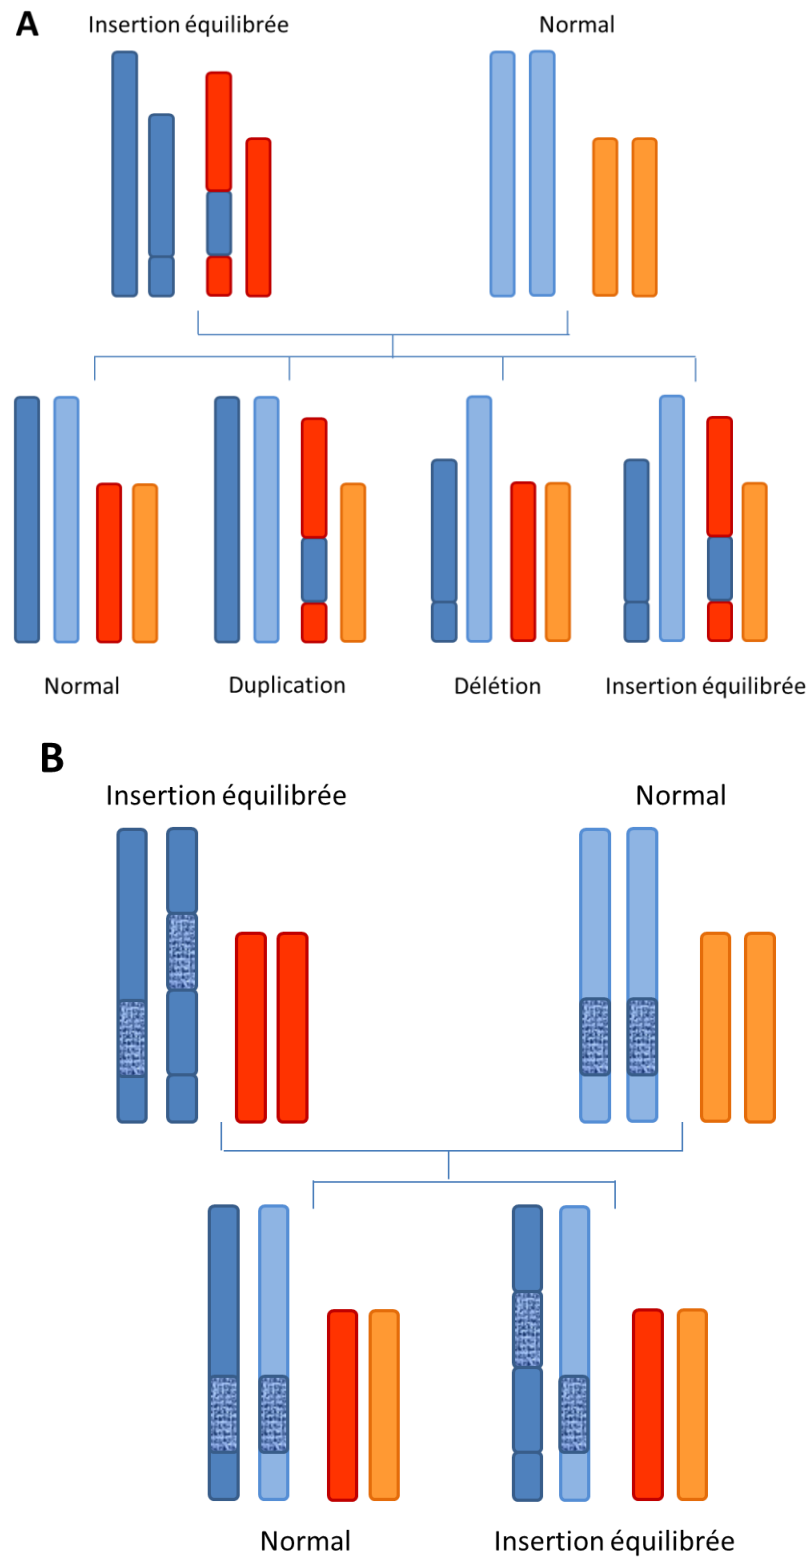 A
Insertion équilibrée
Normal
Normal
Duplication
Délétion
Insertion équilibrée
B
Insertion équilibrée
Normal
Normal
Insertion équilibrée